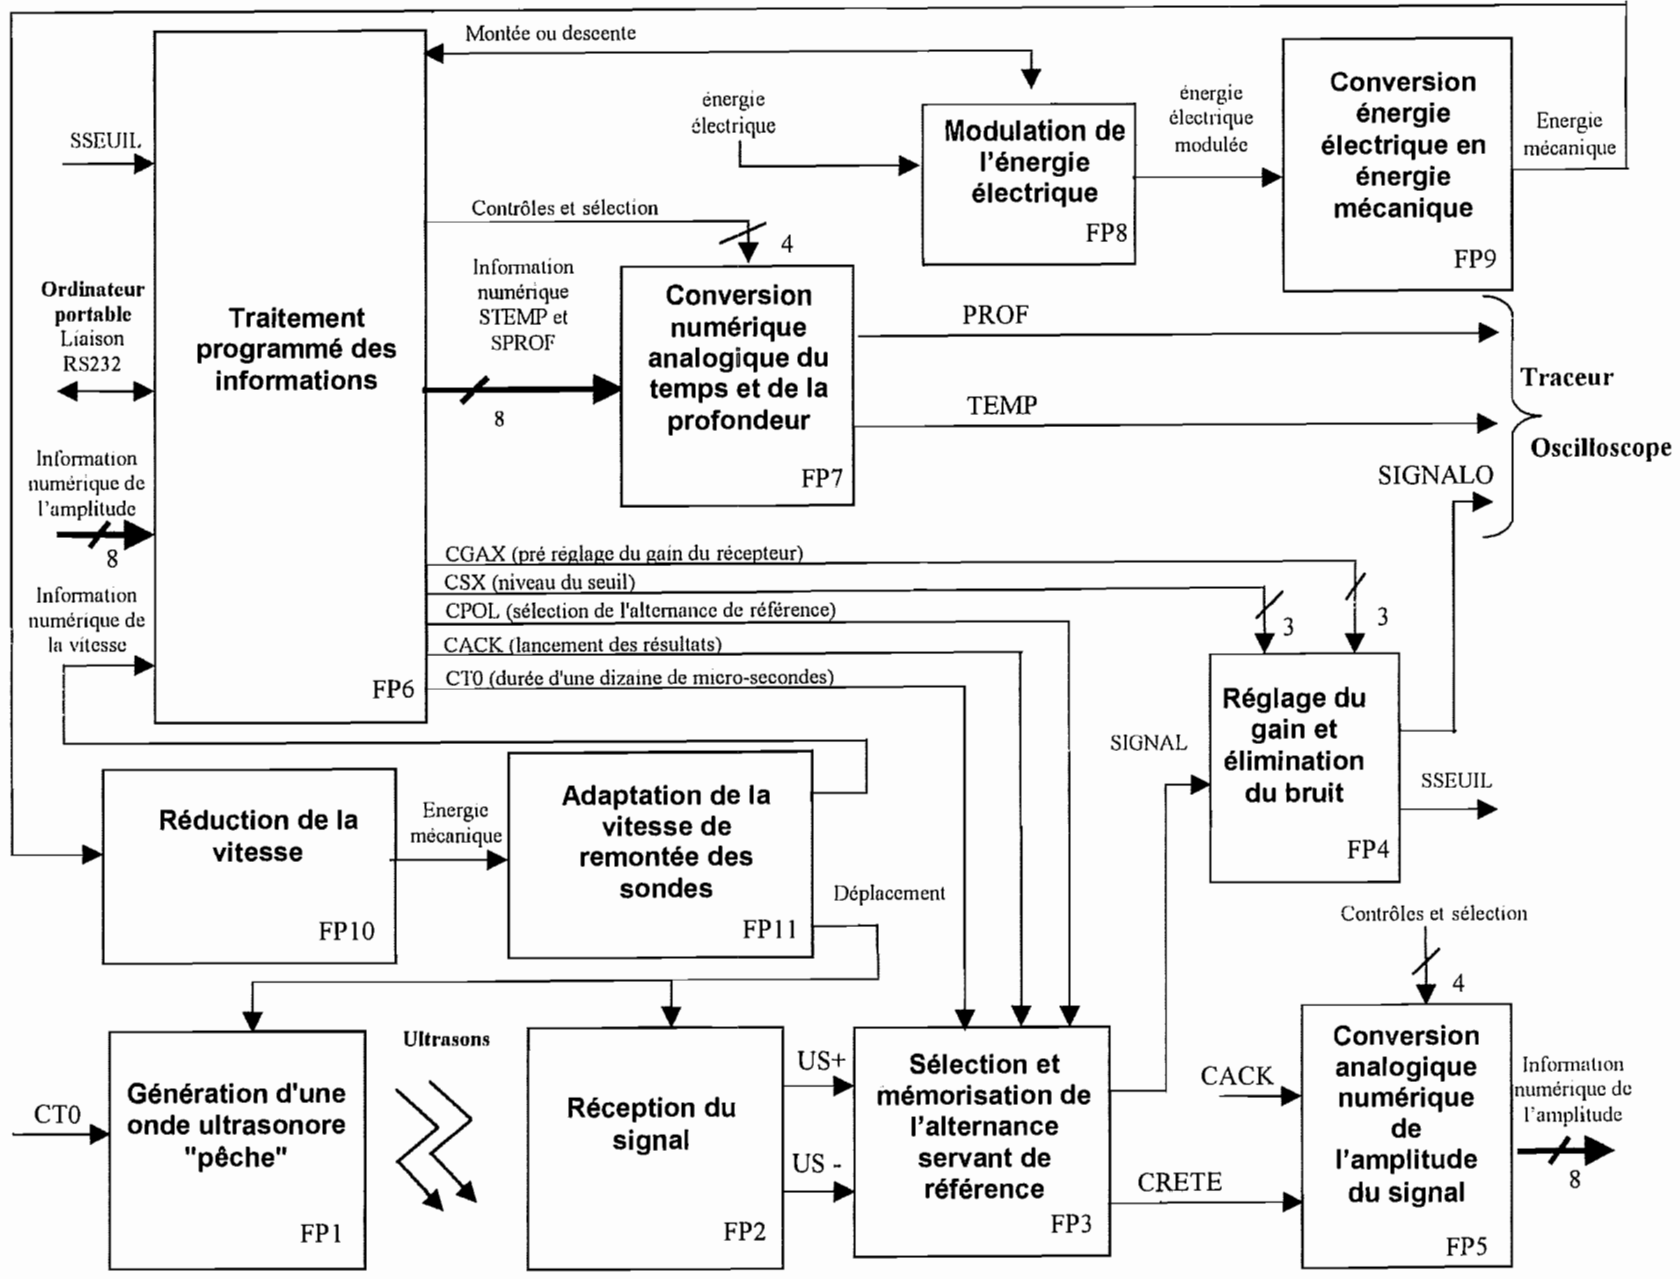 Montée ou descente
SSEUIL
énergie
électrique
Modulation de
l'énergie
électrique
FP8
énergie
électrique
modulée
Conversion
énergie
électrique en
énergie
mécanique
FP9
Energie
mécanique
Contrôles et sélection
4
Ordinateur
portable
Liaison
RS232
Traitement
programmé des
informations
FP6
Information
numérique
STEMP et
SPROF
8
Conversion
numérique
analogique du
temps et de la
profondeur
FP7
PROF
TEMP
Traceur
Oscilloscope
SIGNALO
Information
numérique de
l'amplitude
8
Information
numérique de
la vitesse
CGAX (pré réglage du gain du récepteur)
CSX (niveau du seuil)
CPOL (sélection de l'alternance de référence)
CACK (lancement des résultats)
CT0 (durée d'une dizaine de micro-secondes)
3
3
Réglage du
gain et
élimination
du bruit
FP4
SIGNAL
SSEUIL
Réduction de la
vitesse
FP10
Energie
mécanique
Adaptation de la
vitesse de
remontée des
sondes
FP11
Déplacement
Contrôles et sélection
4
CT0
Génération d'une
onde ultrasonore
"pêche"
FP1
Ultrasons
Réception du
signal
FP2
US+
US -
Sélection et
mémorisation de
l'alternance
servant de
référence
FP3
CACK
CRETE
Conversion
analogique
numérique
de
l'amplitude
du signal
FP5
Information
numérique de
l'amplitude
8